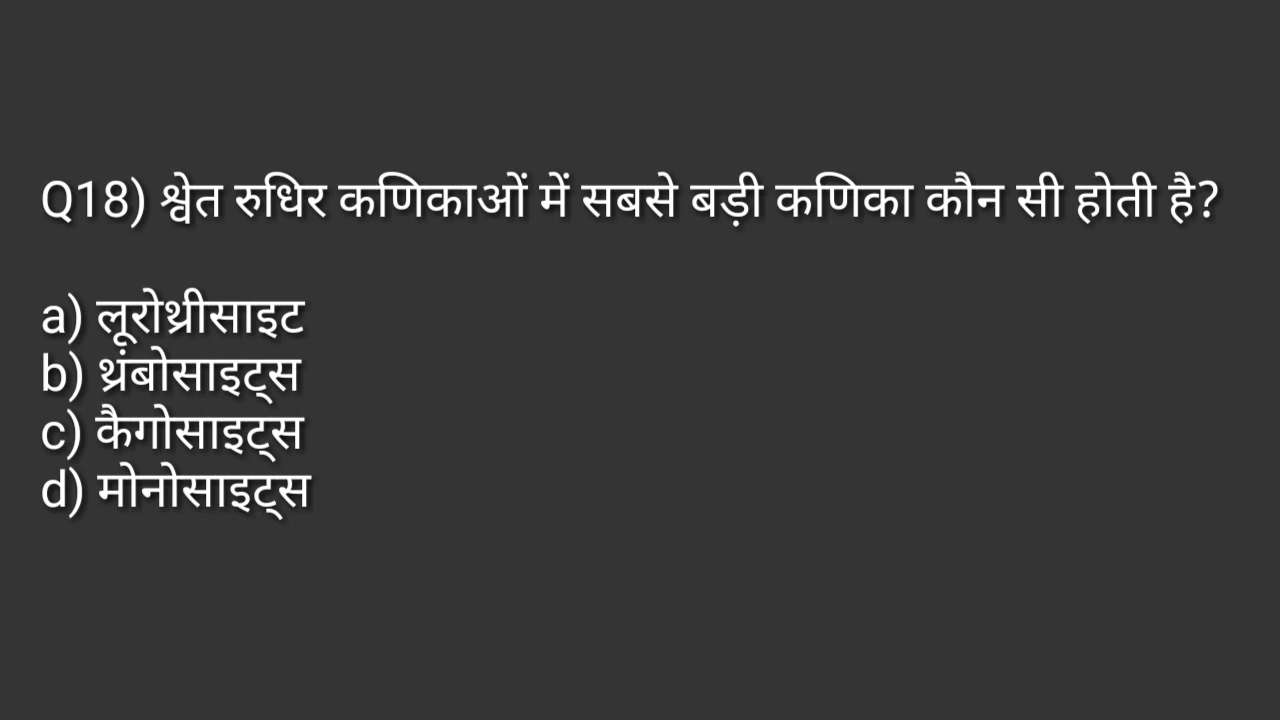 Q18) श्वेत रुधिर कणिकाओं में सबसे बड़ी कणिका कौन सी होती है?
a) लूरोथ्रीसाइट
b) थ्रंबोसाइट्स
c) कैगोसाइट्स
d) मोनोसाइट्स